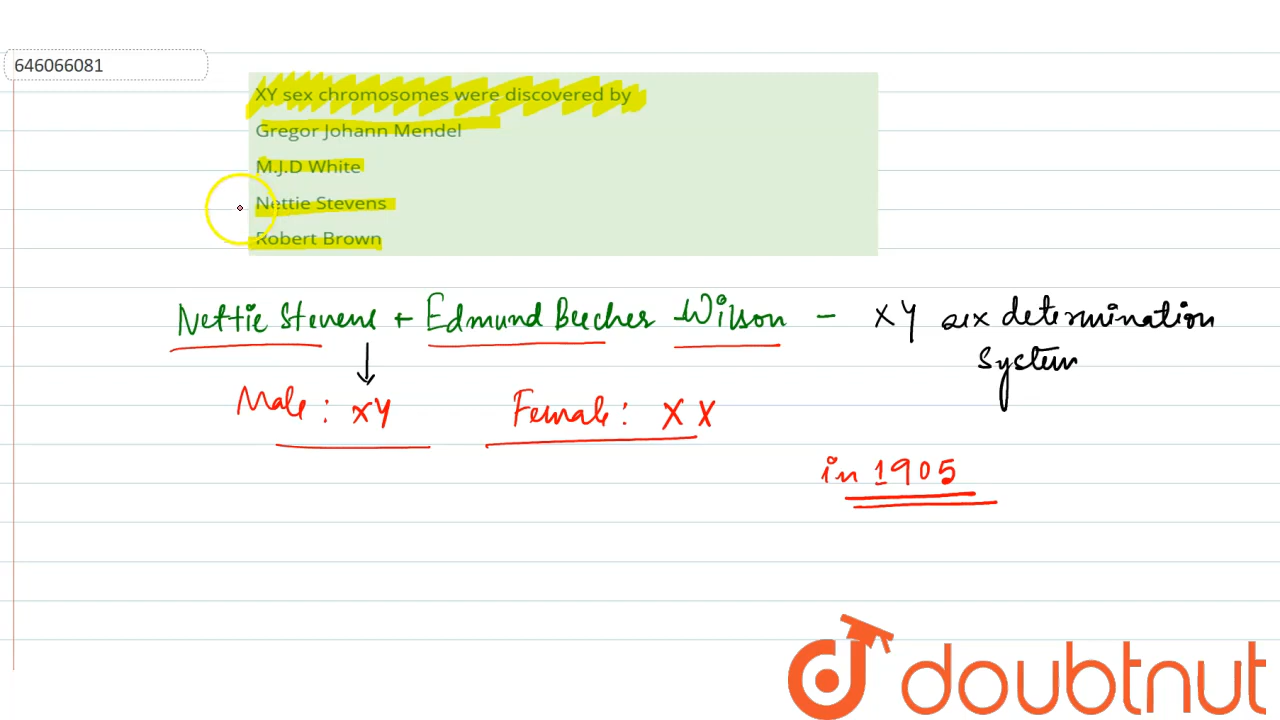 646066081
XY sex chromosomes were discovered by
Gregor Johann Mendel
M.J.D White
Nettie Stevens
Robert Brown
Nettie Stevens + Edmund Beecher Wilson - XY sex determination
system
Male: XY Female: XX
in 1905
doubtnut